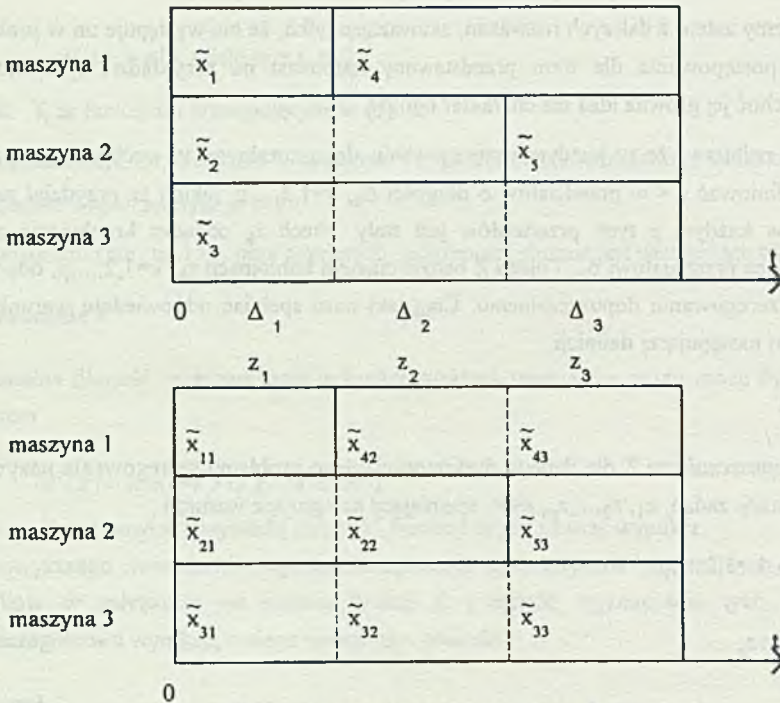 maszyna 1 x̃₁ x̃₄
maszyna 2 x̃₂ x̃₅
maszyna 3 x̃₃
0 Δ₁ Δ₂ Δ₃ t
z₁ z₂ z₃
maszyna 1 x̃₁₁ x̃₄₂ x̃₄₃
maszyna 2 x̃₂₁ x̃₂₂ x̃₅₃
maszyna 3 x̃₃₁ x̃₃₂ x̃₃₃
0 t